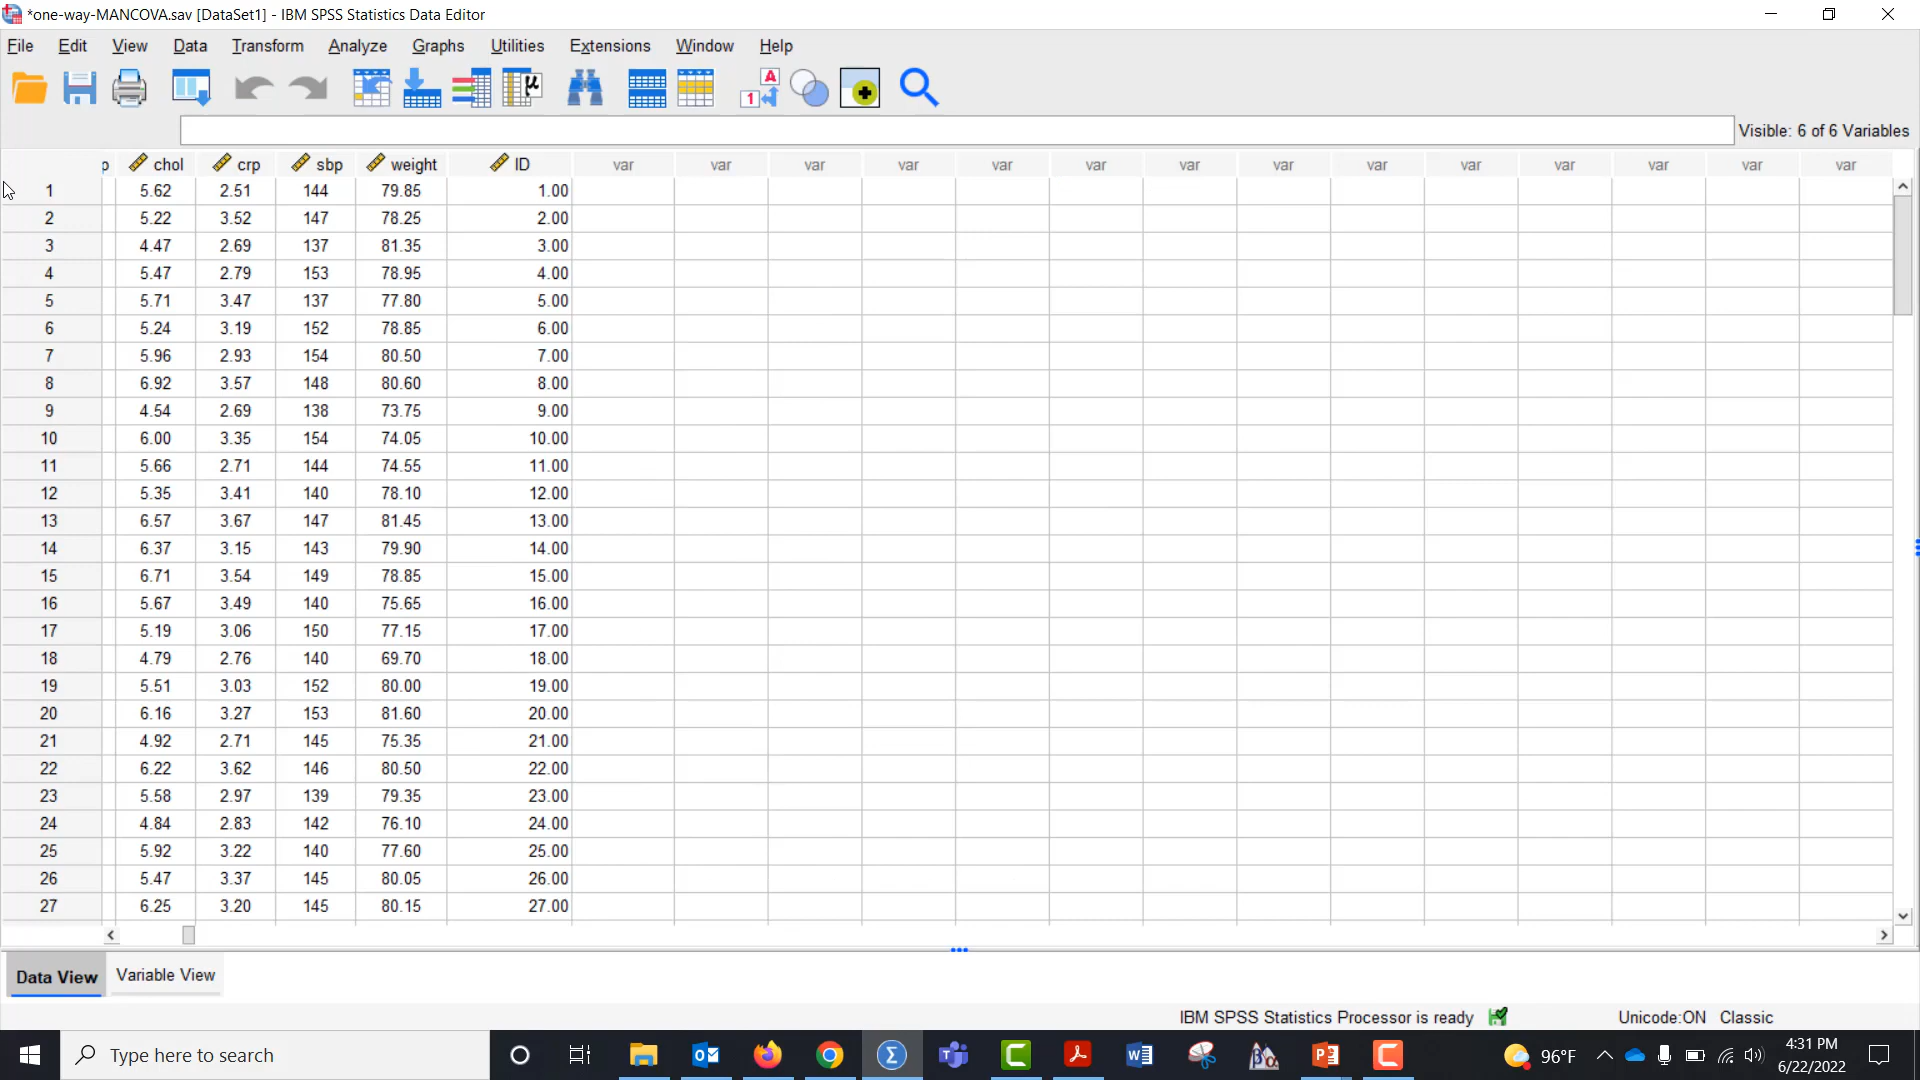 *one-way-MANCOVA.sav [DataSet1] - IBM SPSS Statistics Data Editor
File Edit View Data Transform Analyze Graphs Utilities Extensions Window Help
Visible: 6 of 6 Variables
p chol crp sbp weight ID var var var var var var var var var var var var var var
1 5.62 2.51 144 79.85 1.00
2 5.22 3.52 147 78.25 2.00
3 4.47 2.69 137 81.35 3.00
4 5.47 2.79 153 78.95 4.00
5 5.71 3.47 137 77.80 5.00
6 5.24 3.19 152 78.85 6.00
7 5.96 2.93 154 80.50 7.00
8 6.92 3.57 148 80.60 8.00
9 4.54 2.69 138 73.75 9.00
10 6.00 3.35 154 74.05 10.00
11 5.66 2.71 144 74.55 11.00
12 5.35 3.41 140 78.10 12.00
13 6.57 3.67 147 81.45 13.00
14 6.37 3.15 143 79.90 14.00
15 6.71 3.54 149 78.85 15.00
16 5.67 3.49 140 75.65 16.00
17 5.19 3.06 150 77.15 17.00
18 4.79 2.76 140 69.70 18.00
19 5.51 3.03 152 80.00 19.00
20 6.16 3.27 153 81.60 20.00
21 4.92 2.71 145 75.35 21.00
22 6.22 3.62 146 80.50 22.00
23 5.58 2.97 139 79.35 23.00
24 4.84 2.83 142 76.10 24.00
25 5.92 3.22 140 77.60 25.00
26 5.47 3.37 145 80.05 26.00
27 6.25 3.20 145 80.15 27.00
Data View Variable View
IBM SPSS Statistics Processor is ready Unicode:ON Classic
Type here to search 96°F 4:31 PM
6/22/2022